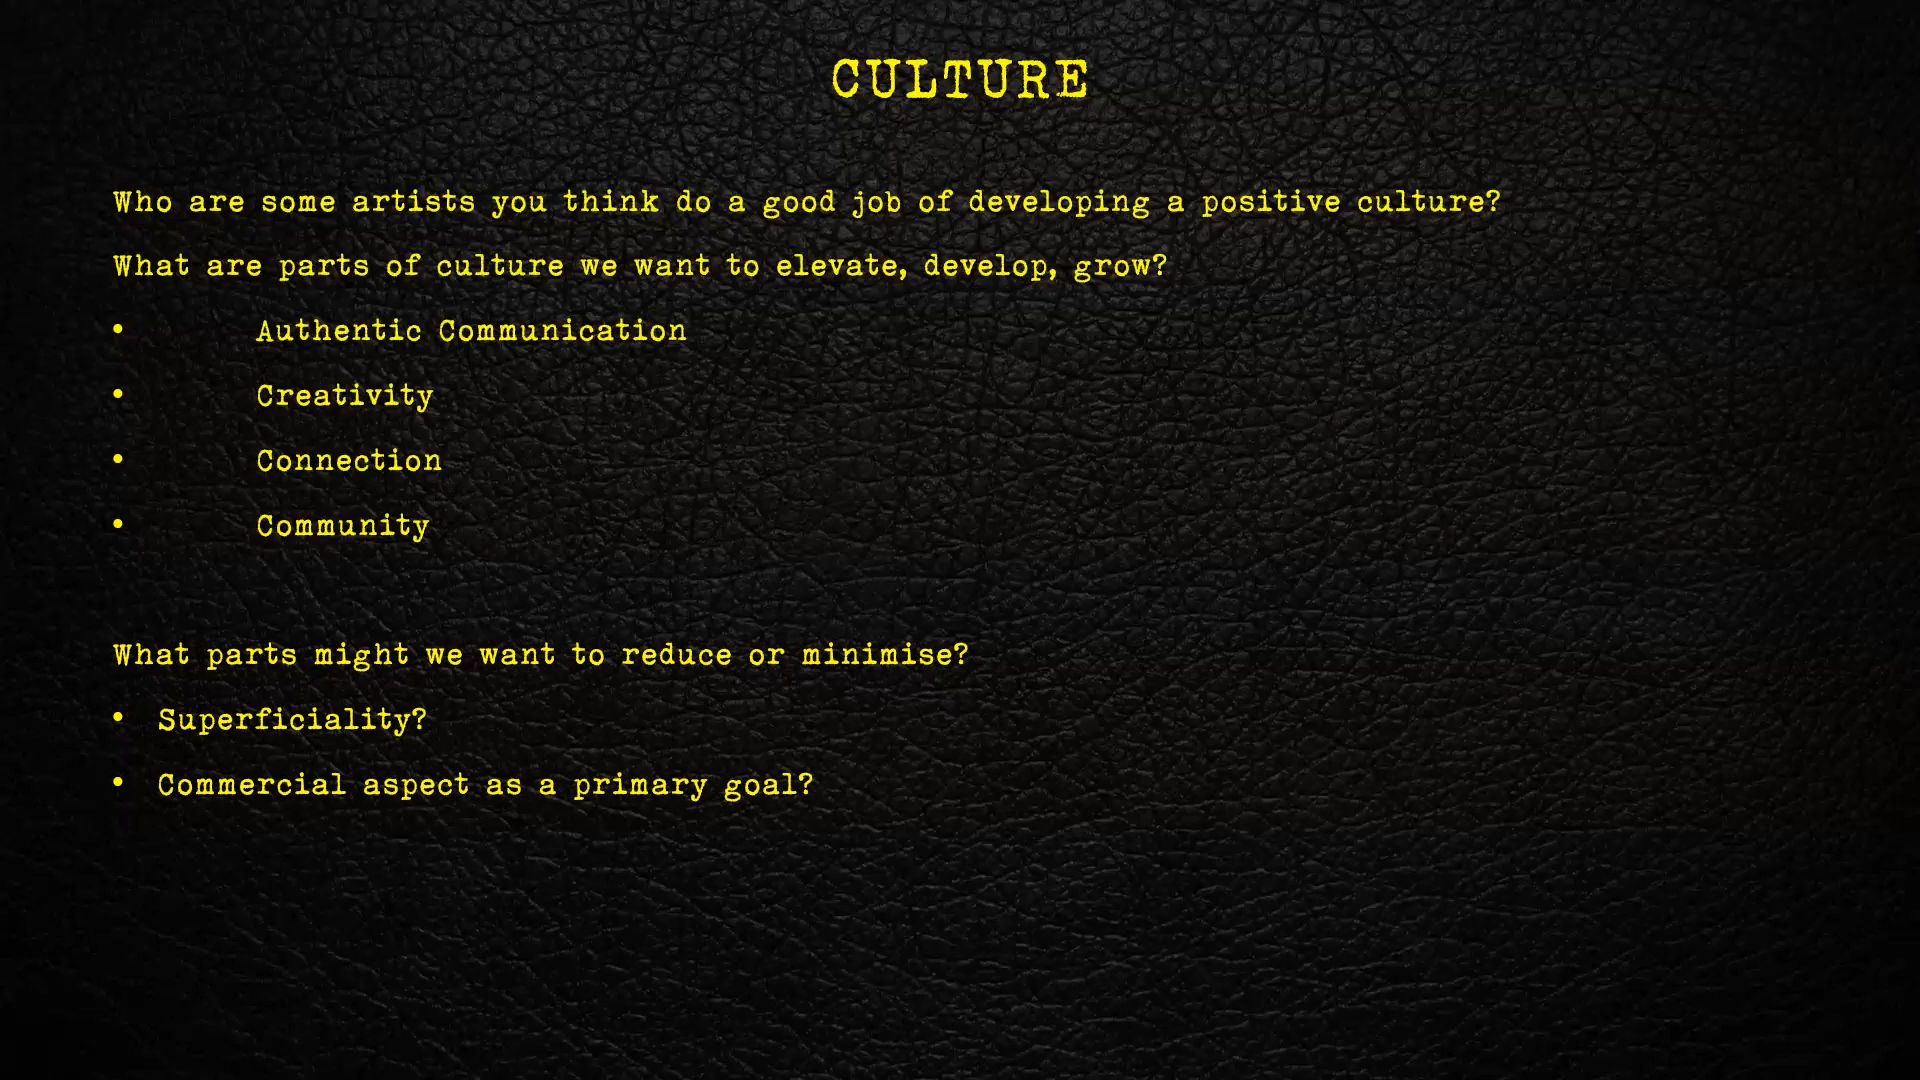 CULTURE
Who are some artists you think do a good job of developing a positive culture?
What are parts of culture we want to elevate, develop, grow?
• Authentic Communication
• Creativity
• Connection
• Community
What parts might we want to reduce or minimise?
• Superficiality?
• Commercial aspect as a primary goal?